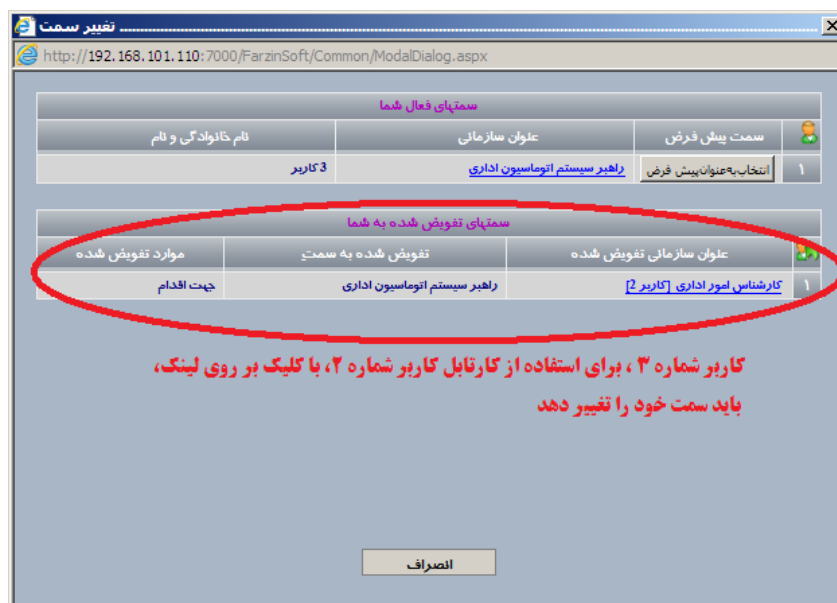 تغییر سمت
http://192.168.101.110:7000/FarzinSoft/Common/ModalDialog.aspx
سمتهای فعال شما
سمت پیش فرض عنوان سازمانی نام خانوادگی و نام
۱ انتخاب به عنوان پیش فرض راهبر سیستم اتوماسیون اداری 3 کاربر
سمتهای تفویض شده به شما
عنوان سازمانی تفویض شده تفویض شده به سمت موارد تفویض شده
۱ کارشناس امور اداری [کاربر 2] راهبر سیستم اتوماسیون اداری جهت اقدام
کاربر شماره ۳ ، برای استفاده از کارتابل کاربر شماره ۲، با کلیک بر روی لینک،
باید سمت خود را تغییر دهد
انصراف